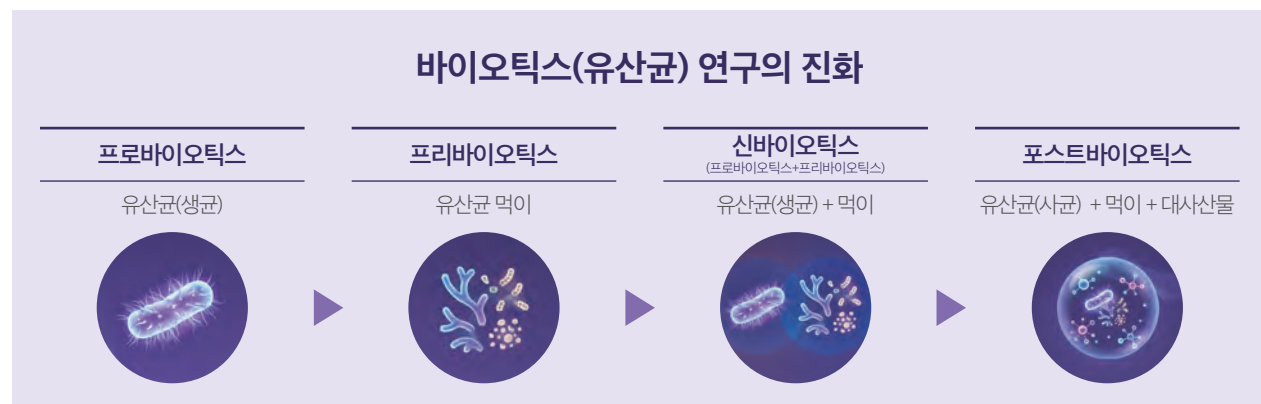 바이오틱스(유산균) 연구의 진화
프로바이오틱스
유산균(생균)
프리바이오틱스
유산균 먹이
신바이오틱스
(프로바이오틱스+프리바이오틱스)
유산균(생균) + 먹이
포스트바이오틱스
유산균(사균) + 먹이 + 대사산물